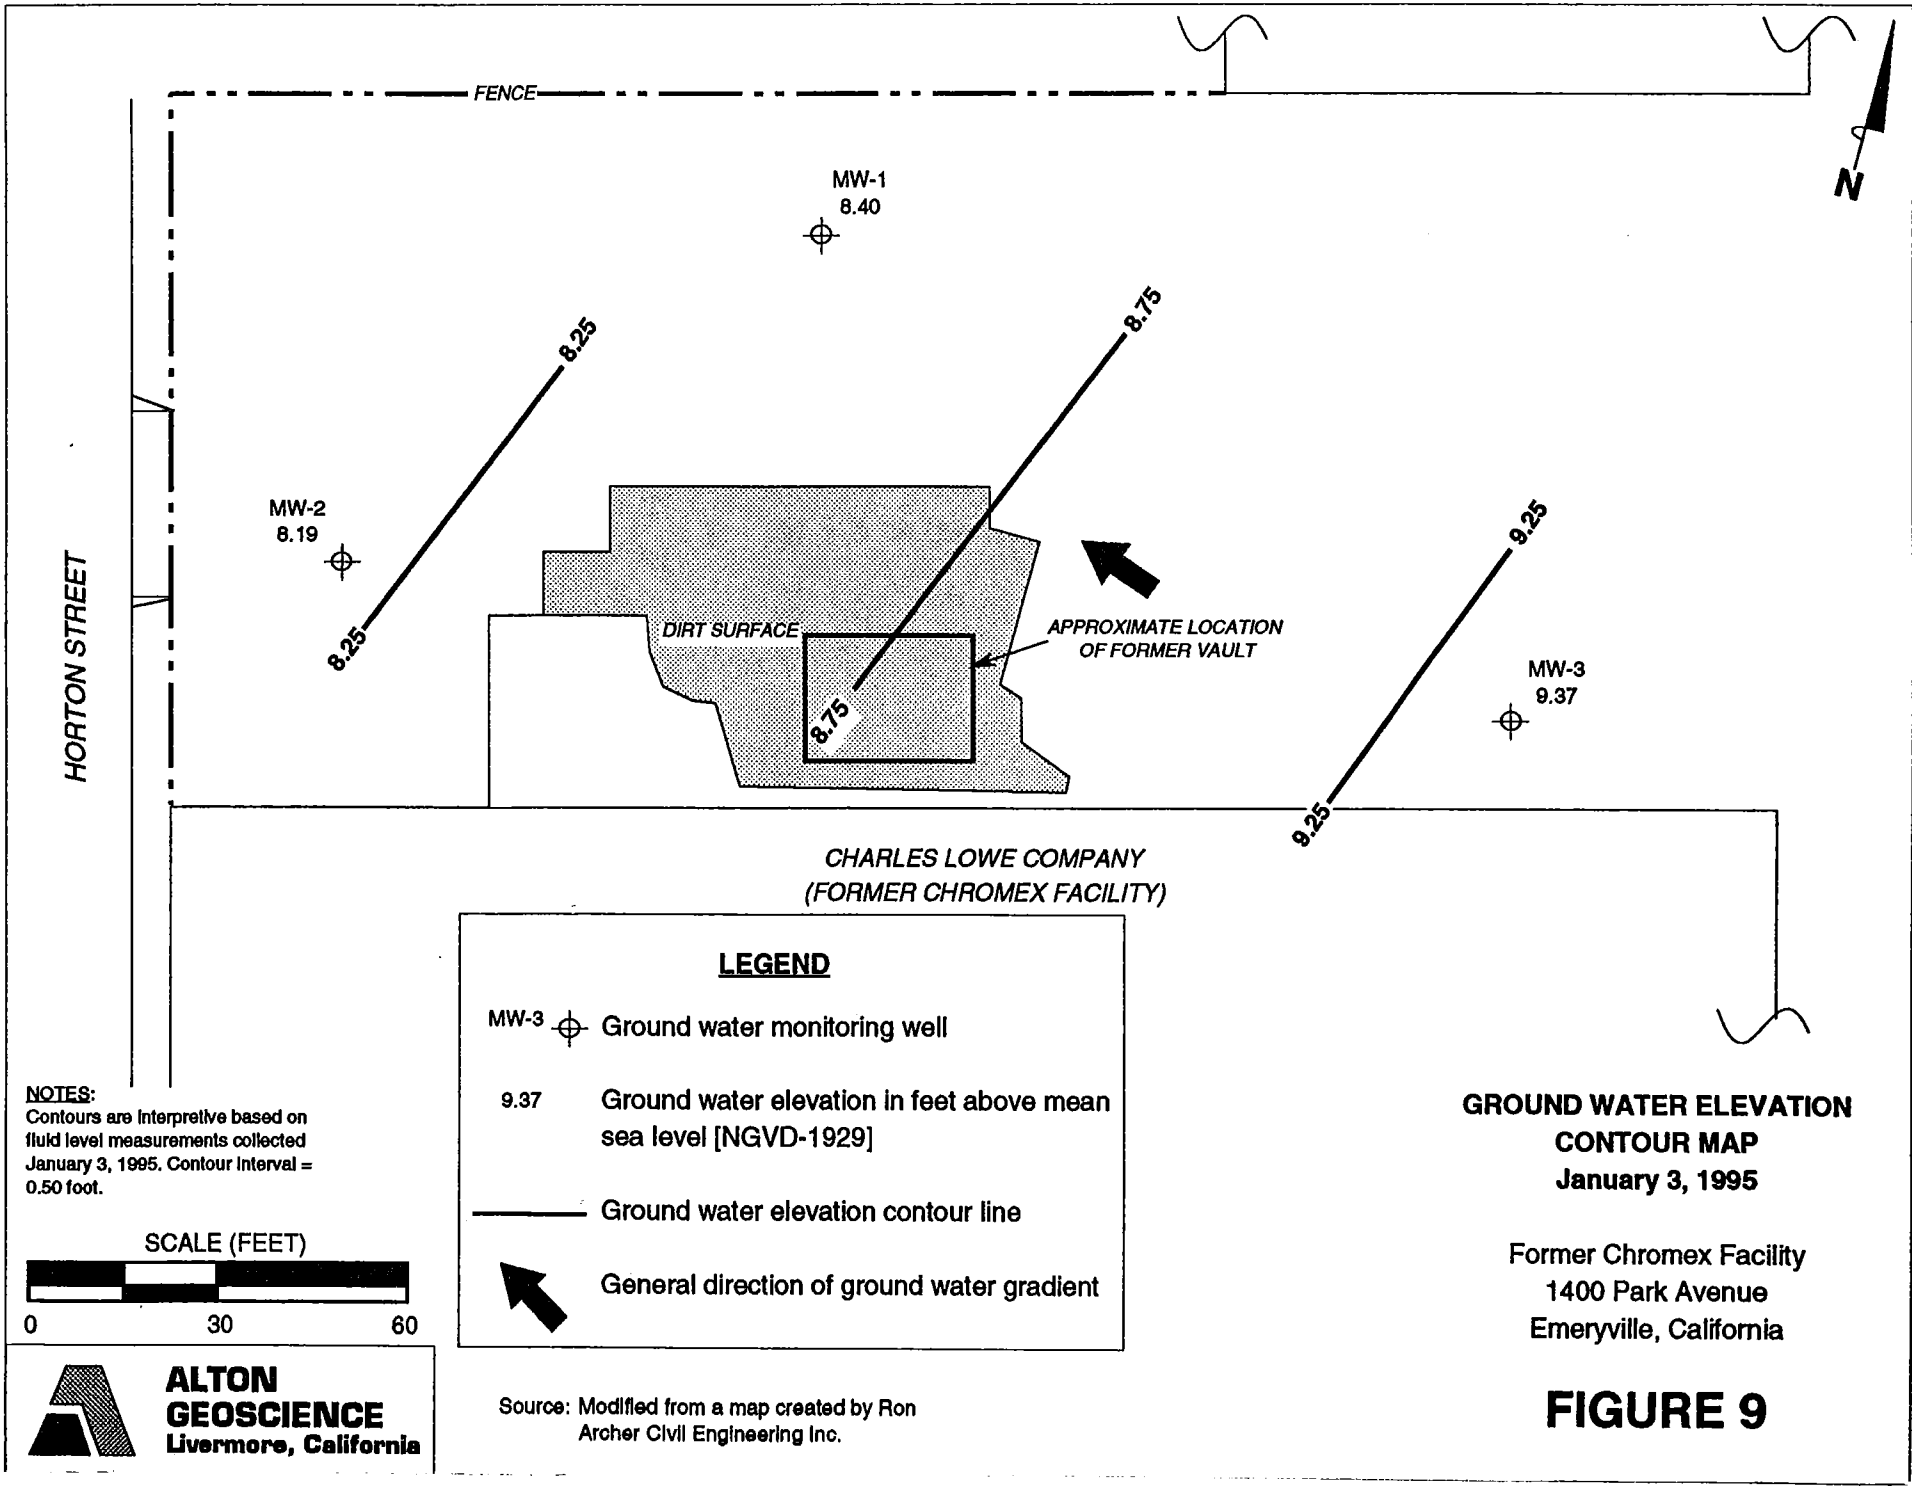 FENCE
N
MW-1
8.40
8.25
8.75
9.25
MW-2
8.19
8.25
DIRT SURFACE
8.75
APPROXIMATE LOCATION
OF FORMER VAULT
MW-3
9.37
9.25
HORTON STREET
CHARLES LOWE COMPANY
(FORMER CHROMEX FACILITY)
LEGEND
MW-3 Ground water monitoring well
9.37 Ground water elevation in feet above mean
sea level [NGVD-1929]
Ground water elevation contour line
General direction of ground water gradient
NOTES:
Contours are interpretive based on
fluid level measurements collected
January 3, 1995. Contour Interval =
0.50 foot.
SCALE (FEET)
0 30 60
ALTON
GEOSCIENCE
Livermore, California
Source: Modified from a map created by Ron
Archer Civil Engineering Inc.
GROUND WATER ELEVATION
CONTOUR MAP
January 3, 1995
Former Chromex Facility
1400 Park Avenue
Emeryville, California
FIGURE 9